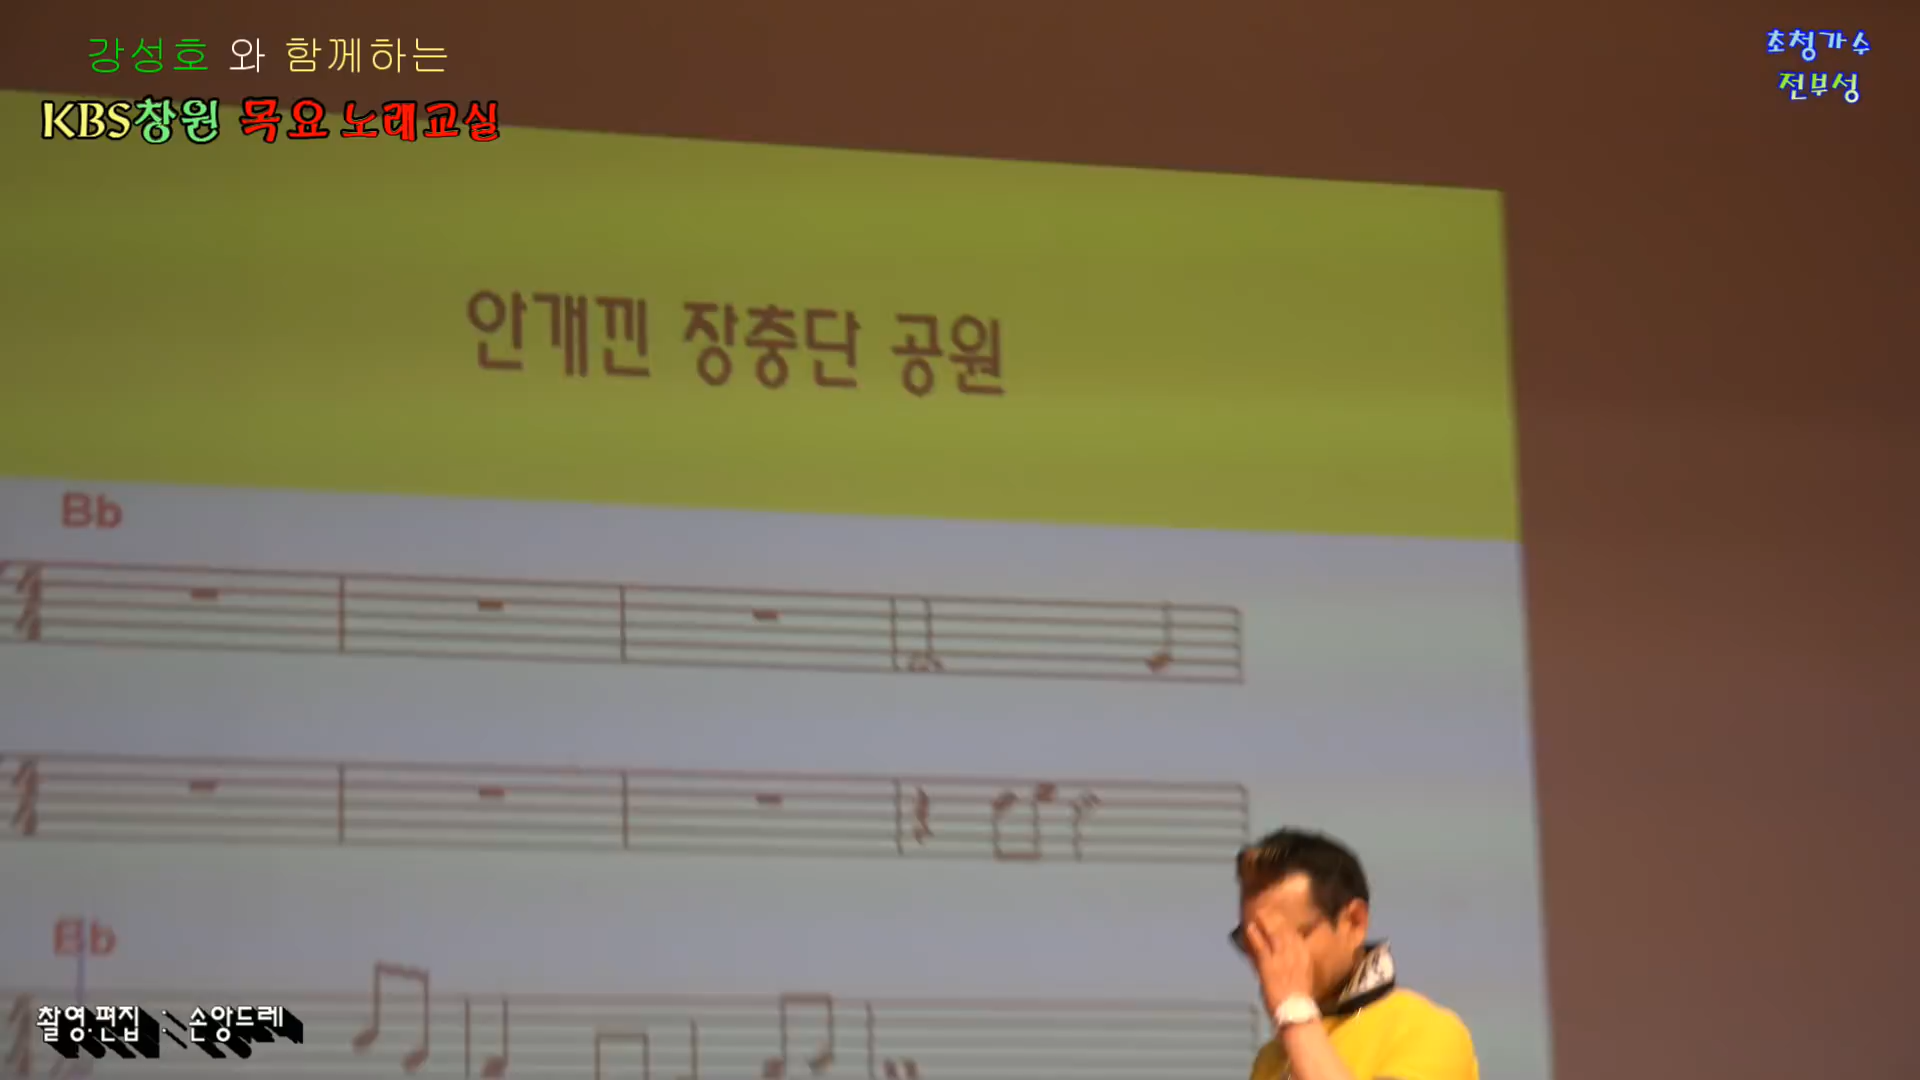 강성호 와 함께하는
KBS창원 목요 노래교실
초청가수
전부성
안개낀 장충단 공원
Bb
Bb
촬영.편집 : 손앙드레